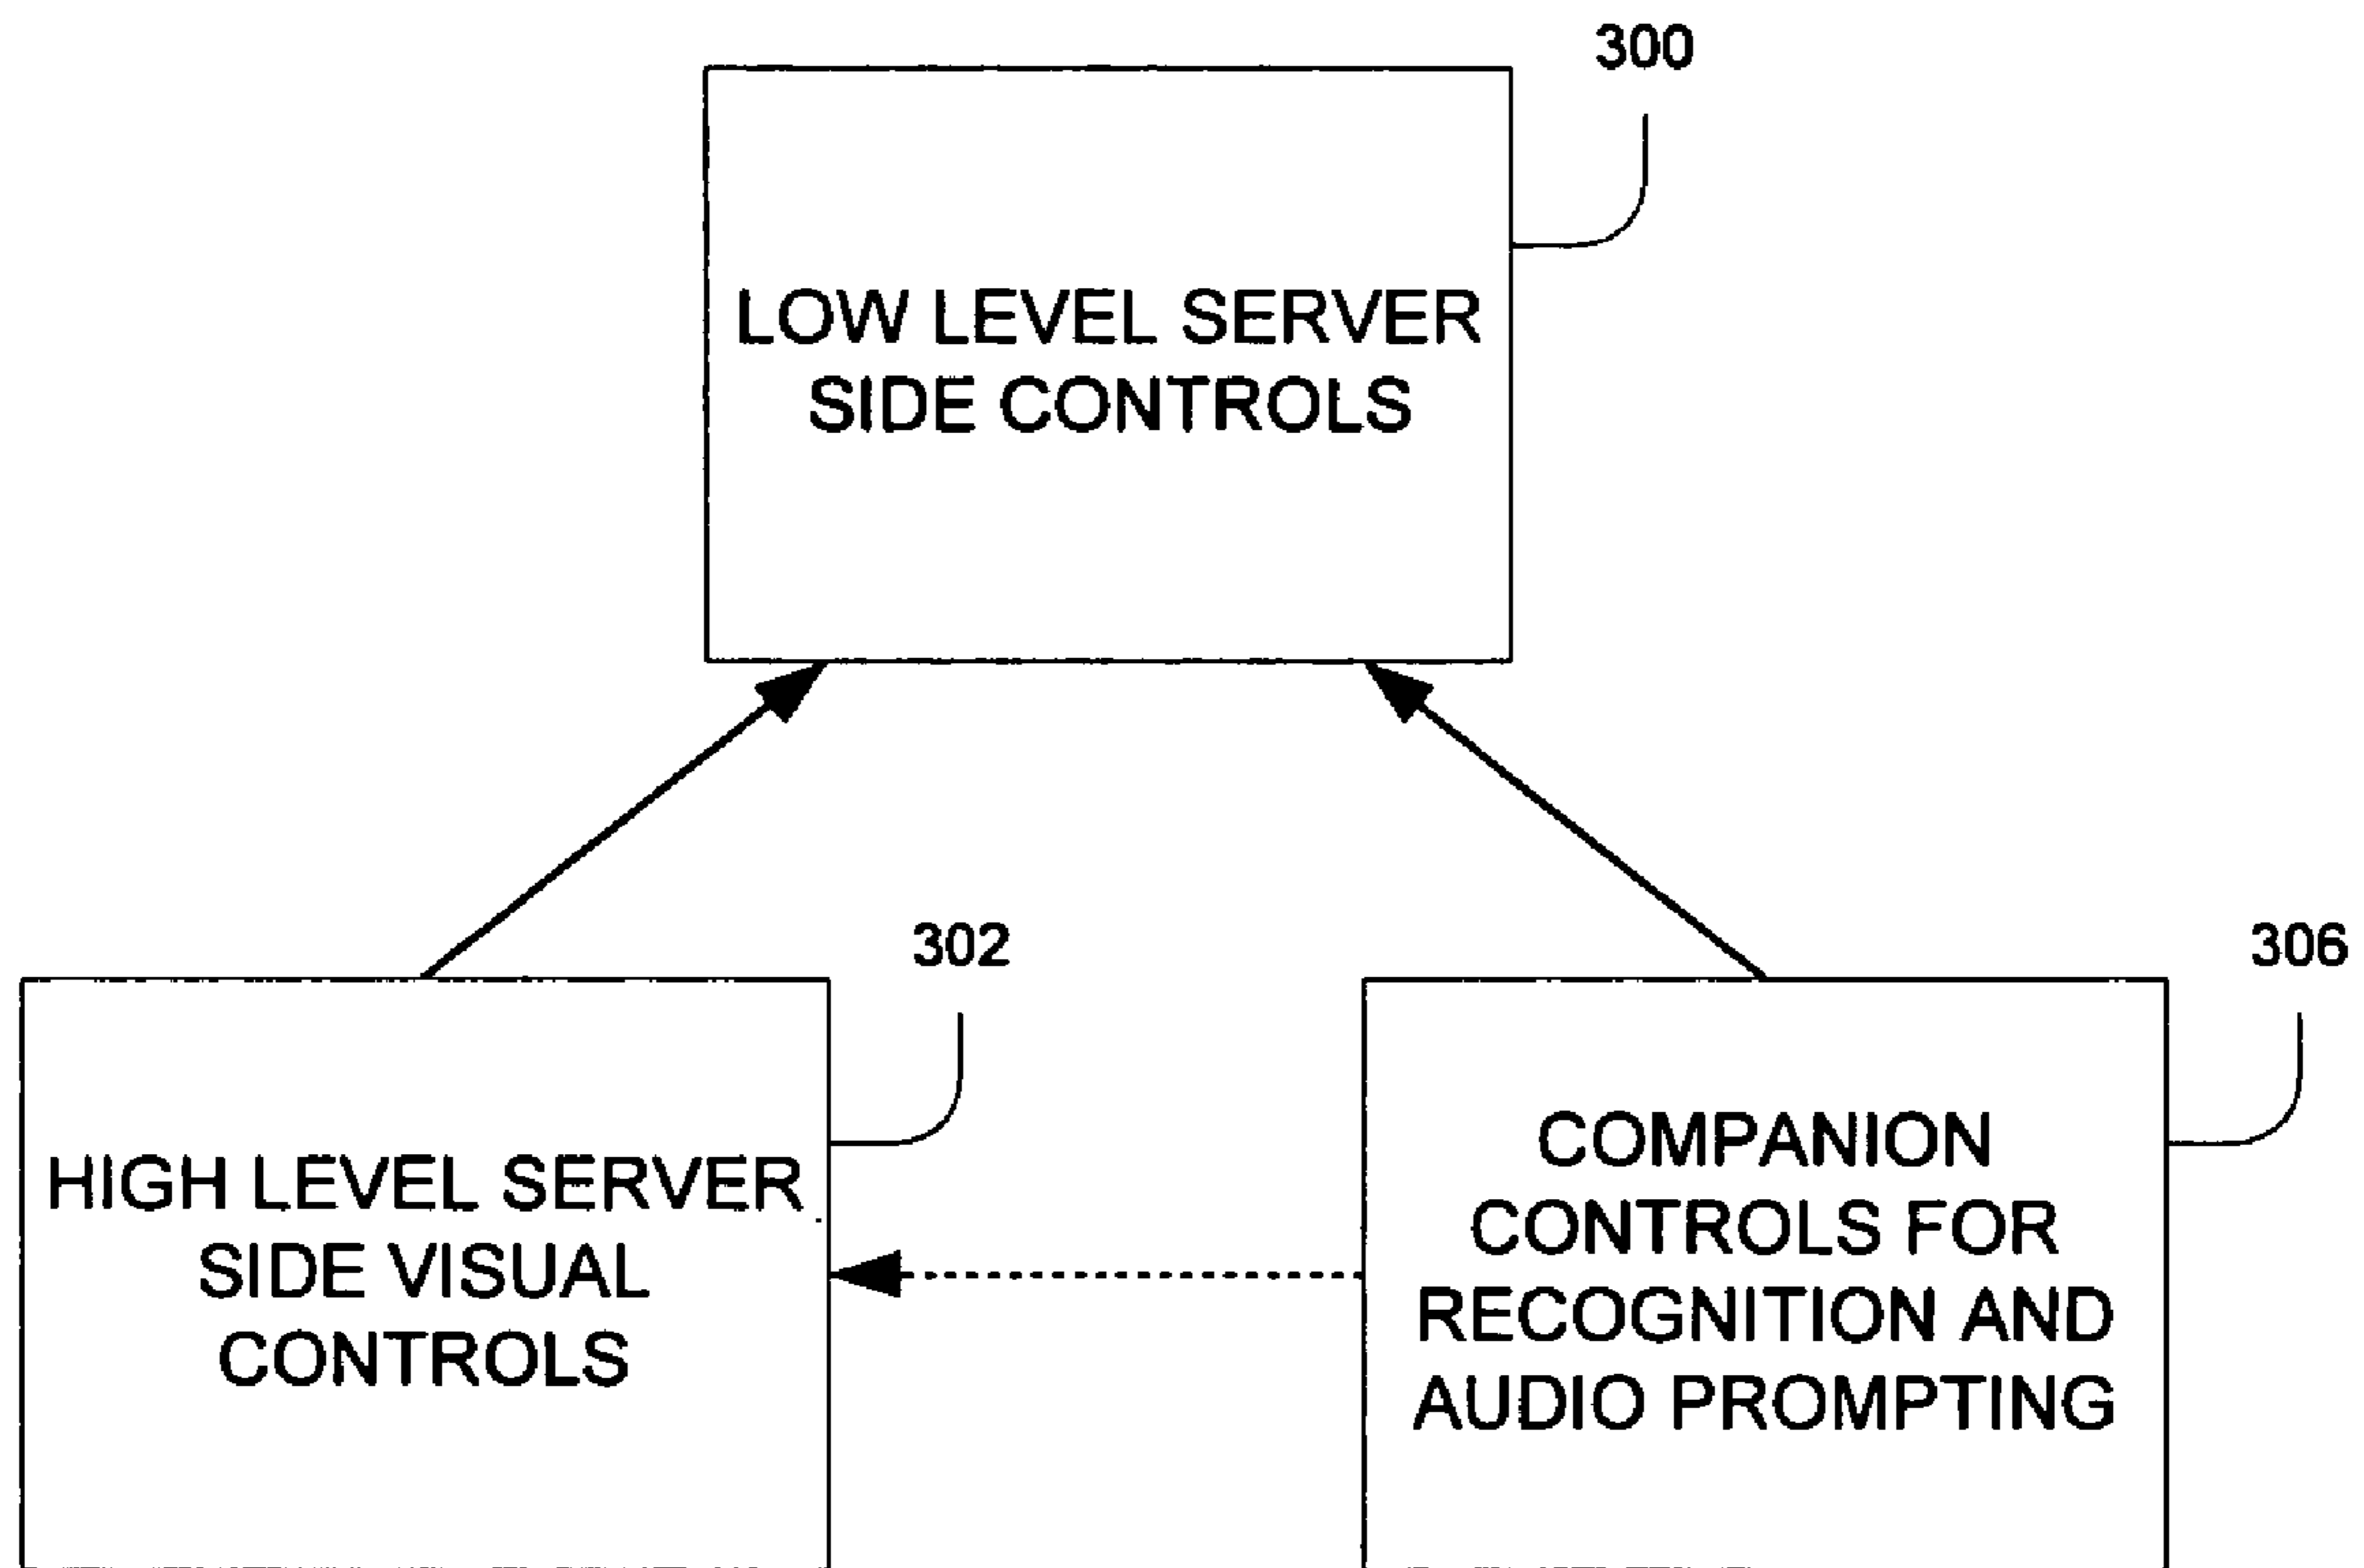 300
LOW LEVEL SERVER
SIDE CONTROLS
302
306
HIGH LEVEL SERVER
SIDE VISUAL
CONTROLS
COMPANION
CONTROLS FOR
RECOGNITION AND
AUDIO PROMPTING